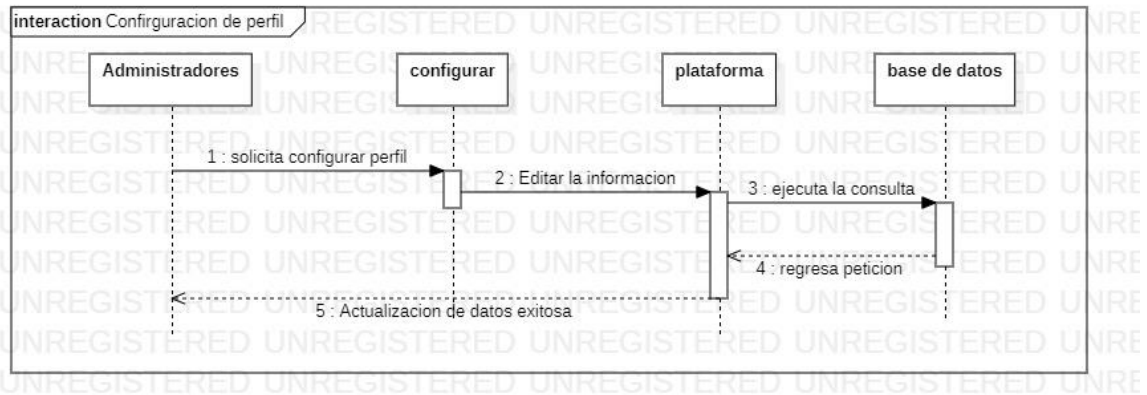 interaction Confirguracion de perfil
Administradores
configurar
plataforma
base de datos
1 : solicita configurar perfil
2 : Editar la informacion
3 : ejecuta la consulta
4 : regresa peticion
5 : Actualizacion de datos exitosa
UNREGISTERED